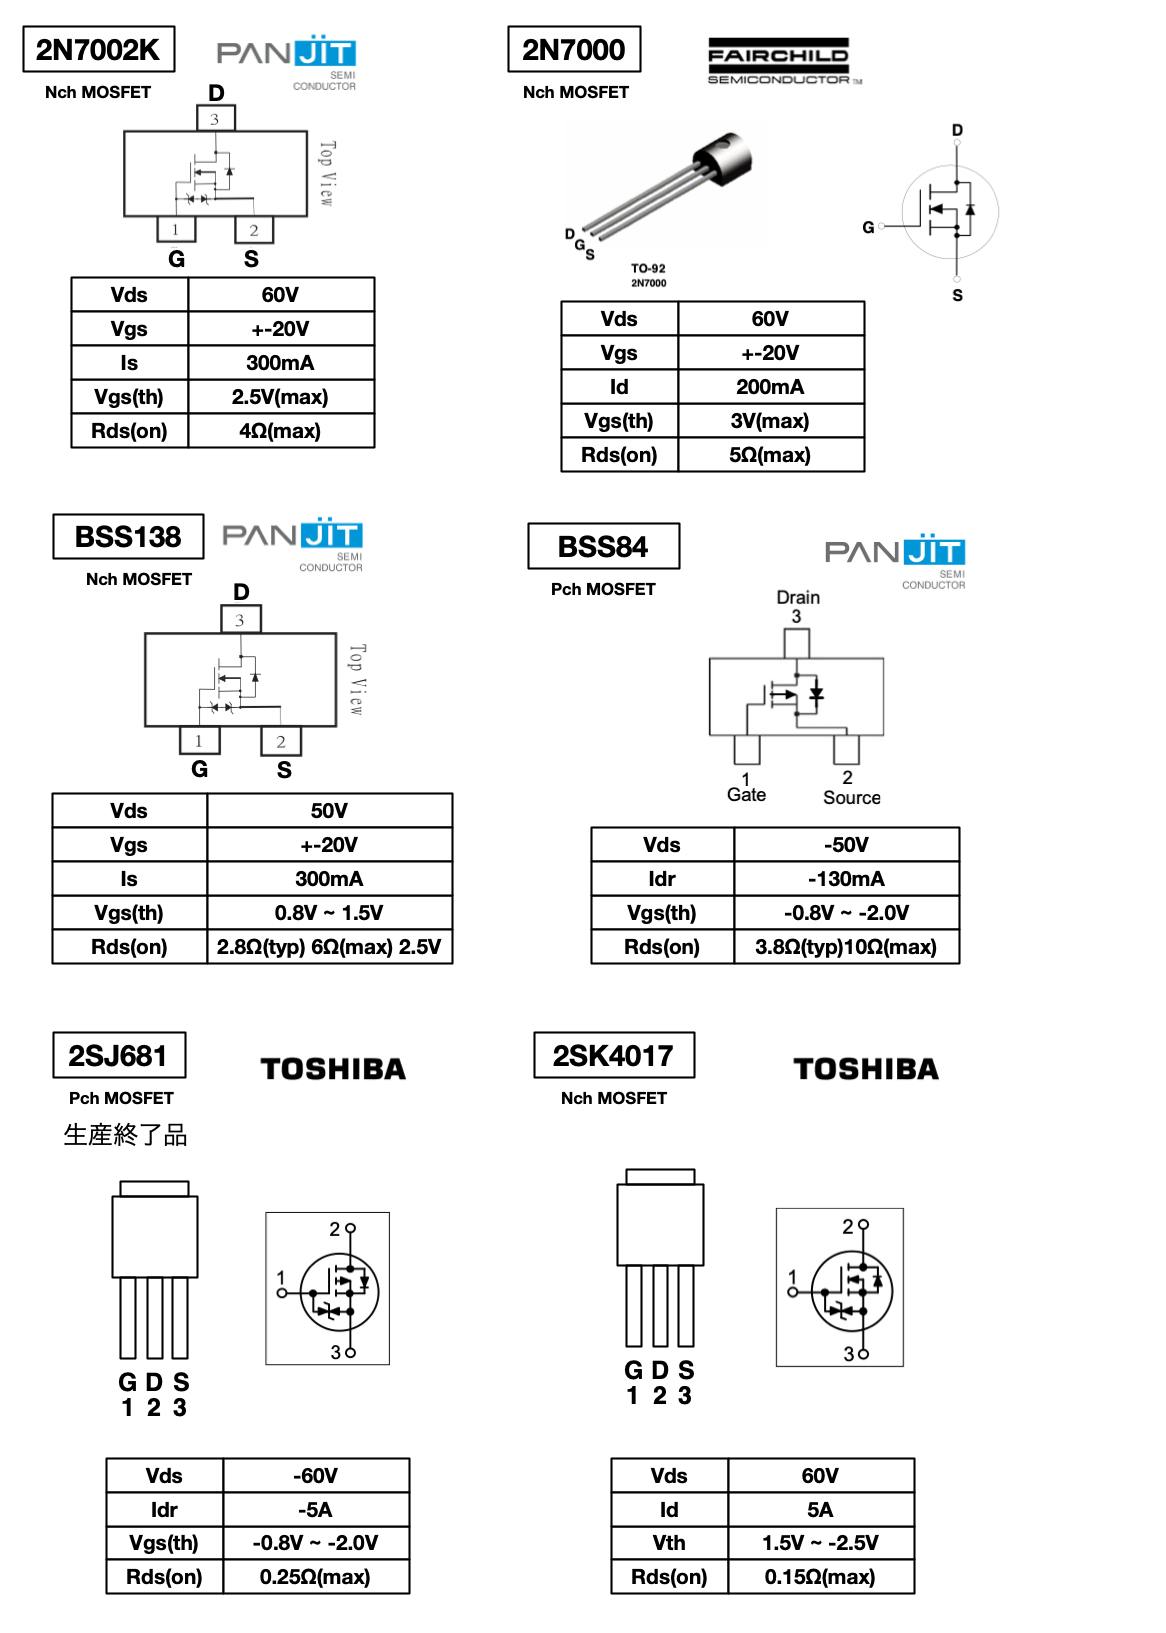 2N7002K
PANJIT
SEMI
CONDUCTOR
Nch MOSFET
D
3
Top View
1
2
G
S
Vds 60V
Vgs +-20V
Is 300mA
Vgs(th) 2.5V(max)
Rds(on) 4Ω(max)
2N7000
FAIRCHILD
SEMICONDUCTOR™
Nch MOSFET
D
G
S
TO-92
2N7000
D
G
S
Vds 60V
Vgs +-20V
Id 200mA
Vgs(th) 3V(max)
Rds(on) 5Ω(max)
BSS138
PANJIT
SEMI
CONDUCTOR
Nch MOSFET
D
3
Top View
1
2
G
S
Vds 50V
Vgs +-20V
Is 300mA
Vgs(th) 0.8V ~ 1.5V
Rds(on) 2.8Ω(typ) 6Ω(max) 2.5V
BSS84
PANJIT
SEMI
CONDUCTOR
Pch MOSFET
Drain
3
1
Gate
2
Source
Vds -50V
Idr -130mA
Vgs(th) -0.8V ~ -2.0V
Rds(on) 3.8Ω(typ)10Ω(max)
2SJ681
TOSHIBA
Pch MOSFET
生産終了品
G D S
1 2 3
2
1
3
Vds -60V
Idr -5A
Vgs(th) -0.8V ~ -2.0V
Rds(on) 0.25Ω(max)
2SK4017
TOSHIBA
Nch MOSFET
G D S
1 2 3
2
1
3
Vds 60V
Id 5A
Vth 1.5V ~ -2.5V
Rds(on) 0.15Ω(max)